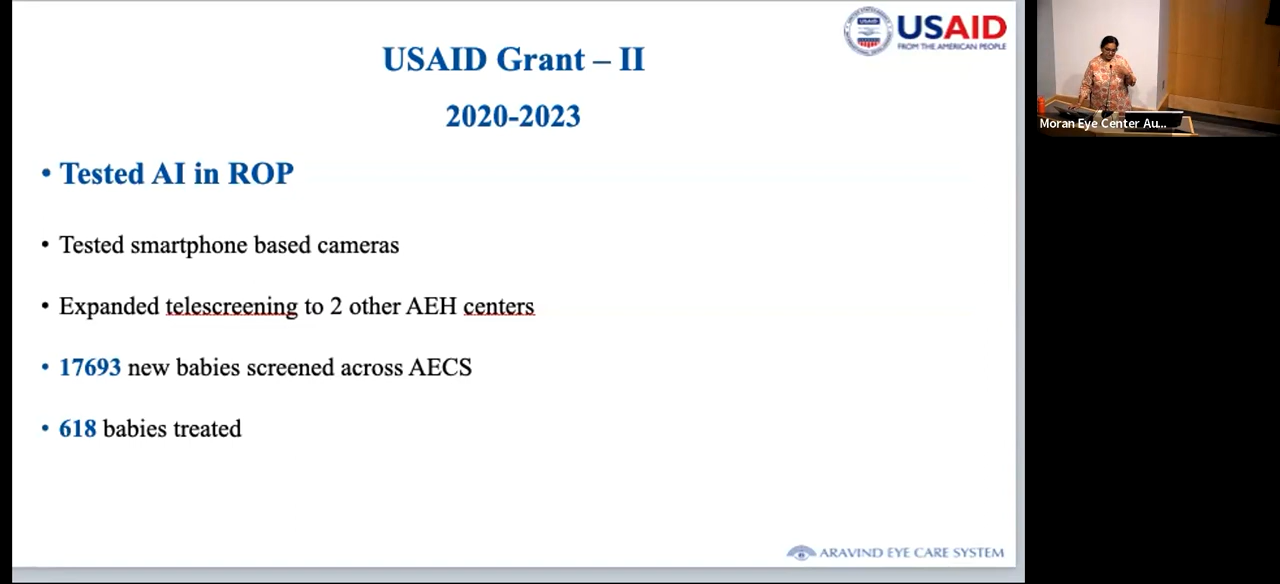 USAID
FROM THE AMERICAN PEOPLE
USAID Grant – II
2020-2023
• Tested AI in ROP
• Tested smartphone based cameras
• Expanded telescreening to 2 other AEH centers
• 17693 new babies screened across AECS
• 618 babies treated
ARAVIND EYE CARE SYSTEM
Moran Eye Center Au...